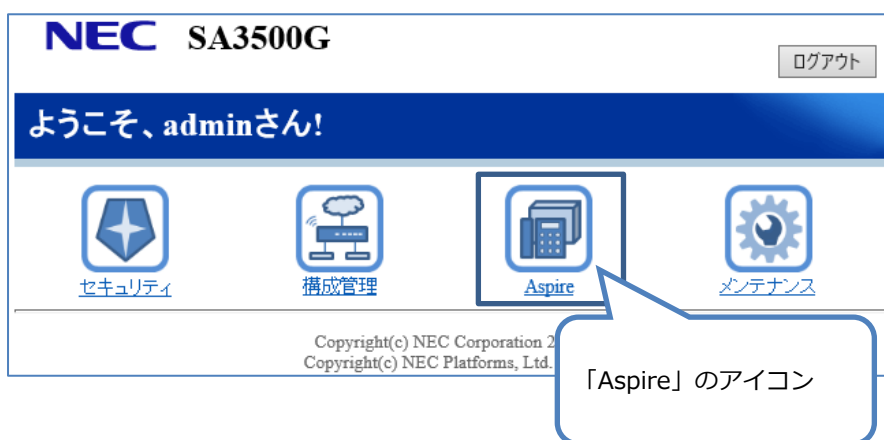 NEC SA3500G
ログアウト
ようこそ、adminさん!
セキュリティ 構成管理 Aspire メンテナンス
Copyright(c) NEC Corporation 2
Copyright(c) NEC Platforms, Ltd.
「Aspire」のアイコン